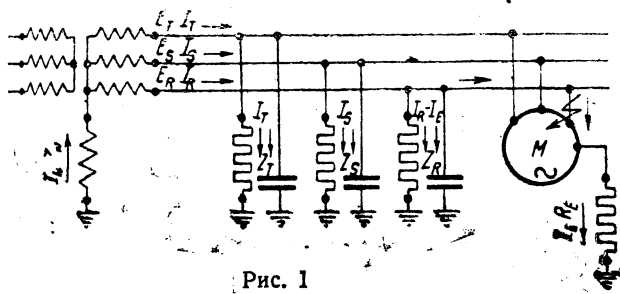 E_T I_T
E_S I_S
E_R I_R
I_T I_S I_R-I_E
Z_T Z_S Z_R
M
I_E R_E
Рис. 1